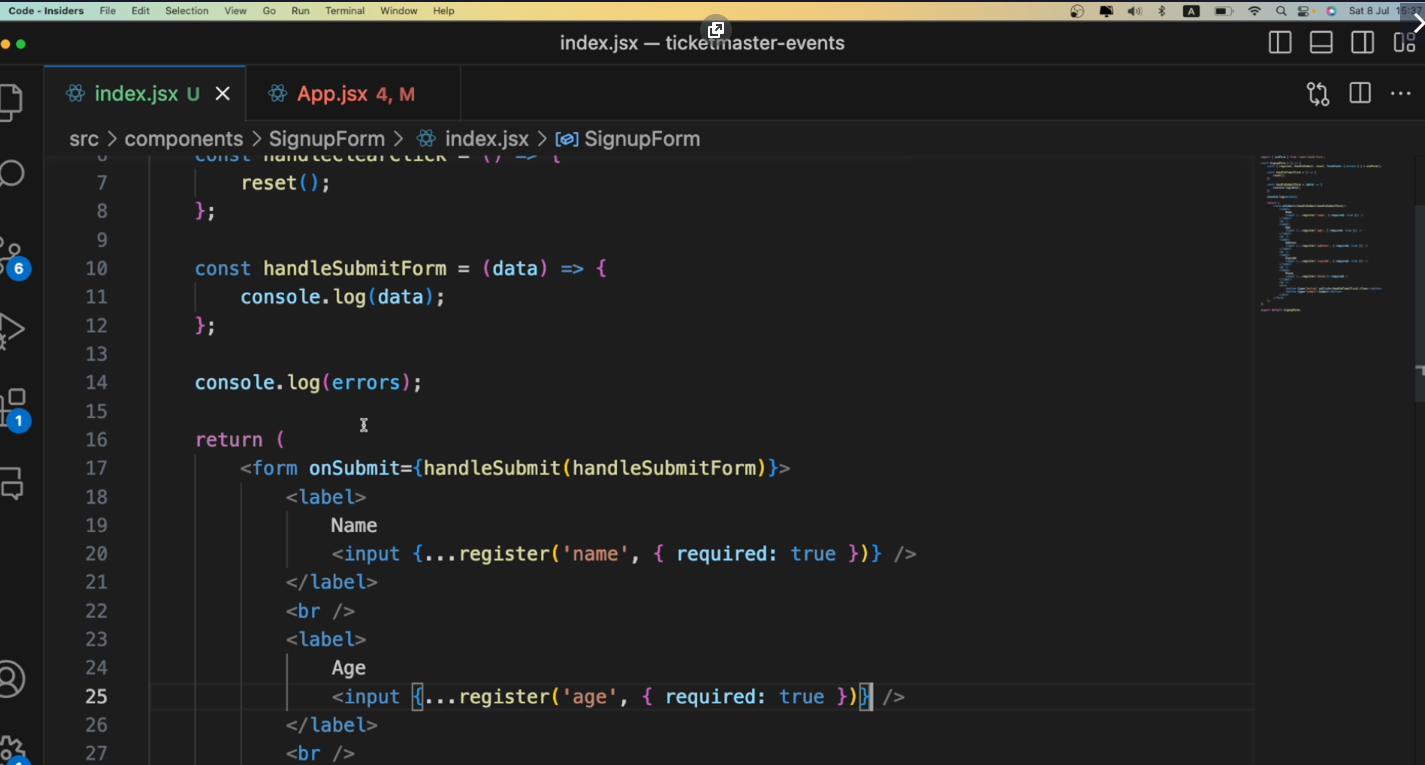 Code - Insiders File Edit Selection View Go Run Terminal Window Help A Sat 8 Jul 15:37
index.jsx — ticketmaster-events
index.jsx U App.jsx 4, M
src > components > SignupForm > index.jsx > SignupForm
6 const handleClearClick = () => {
7 reset();
8 };
9
10 const handleSubmitForm = (data) => {
11 console.log(data);
12 };
13
14 console.log(errors);
15
16 return (
17 <form onSubmit={handleSubmit(handleSubmitForm)}>
18 <label>
19 Name
20 <input {...register('name', { required: true })} />
21 </label>
22 <br />
23 <label>
24 Age
25 <input {...register('age', { required: true })} />
26 </label>
27 <br />
6
1